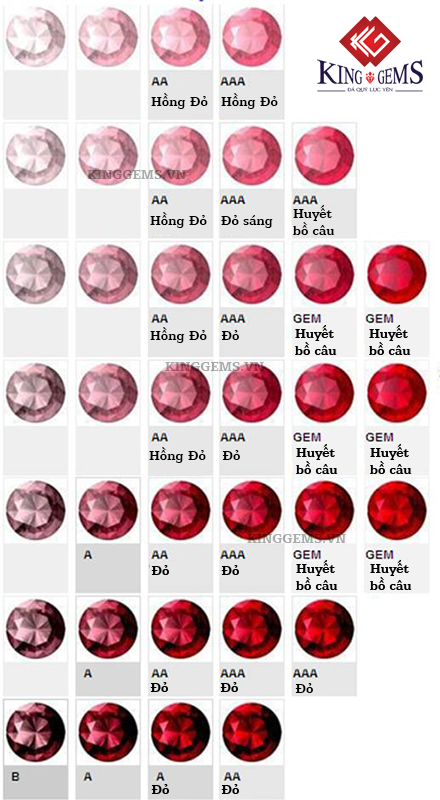 KING GEMS
ĐÁ QUÝ LỤC YÊN
AA
Hồng Đỏ
AAA
Hồng Đỏ
KINGGEMS.VN
AA
Hồng Đỏ
AAA
Đỏ sáng
AAA
Huyết
bồ câu
AA
Hồng Đỏ
AAA
Đỏ
GEM
Huyết
bồ câu
GEM
Huyết
bồ câu
KINGGEMS.VN
AA
Hồng Đỏ
AAA
Đỏ
GEM
Huyết
bồ câu
GEM
Huyết
bồ câu
KINGGEMS.VN
A
AA
Đỏ
AAA
Đỏ
GEM
Huyết
bồ câu
GEM
Huyết
bồ câu
A
AA
Đỏ
AAA
Đỏ
AAA
Đỏ
B
A
A
Đỏ
AA
Đỏ